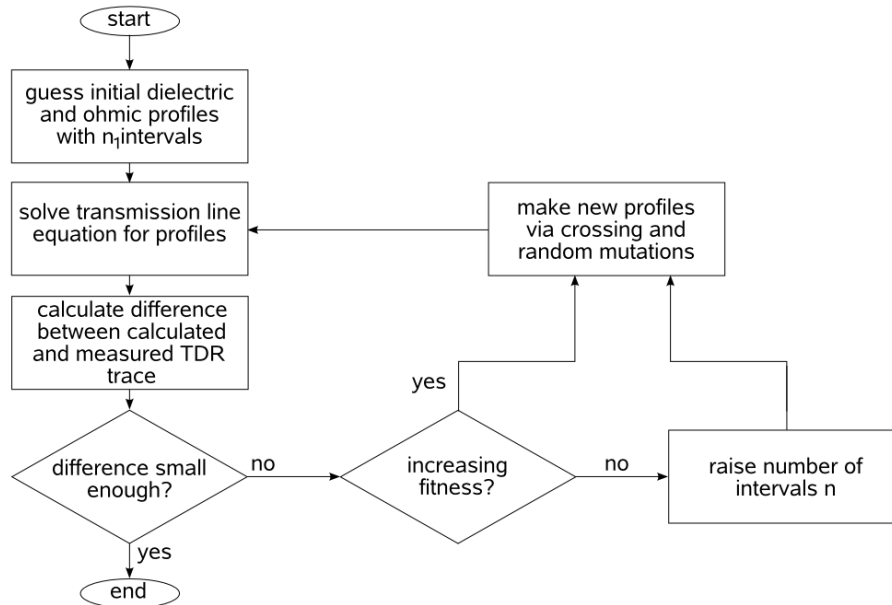 start
guess initial dielectric
and ohmic profiles
with n₁intervals
solve transmission line
equation for profiles
make new profiles
via crossing and
random mutations
calculate difference
between calculated
and measured TDR
trace
yes
difference small
enough?
no
increasing
fitness?
no
raise number of
intervals n
yes
end